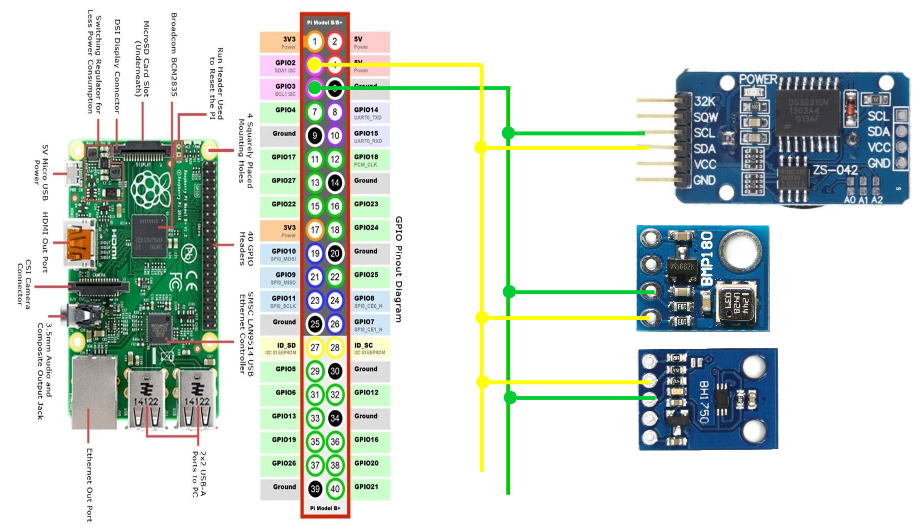 Switching Regulator for
Less Power Consumption
DSI Display Connector
MicroSD Card Slot
(Underneath)
Broadcom BCM2835
Run Header Used
to Reset the PI
4 Squarely Placed
Mounting Holes
5V Micro USB
Power
HDMI Out Port
CSI Camera
Connector
3.5mm Audio and
Composite Output Jack
Ethernet Out Port
2x2 USB-A
Ports to PC
SMSC LAN9514 USB
Ethernet Controller
40 GPIO
Headers
DISPLAY
HDMI
CAMERA
FC
14122
14122
Pi Model B/B+
3V3 Power 1 2 5V Power
GPIO2 SDA1 I2C 5V Power
GPIO3 SCL1 I2C Ground
GPIO4 7 8 GPIO14 UART0_TXD
Ground 9 10 GPIO15 UART0_RXD
GPIO17 11 12 GPIO18 PCM_CLK
GPIO27 13 14 Ground
GPIO22 15 16 GPIO23
3V3 Power 17 18 GPIO24
GPIO10 SPI0_MOSI 19 20 Ground
GPIO9 SPI0_MISO 21 22 GPIO25
GPIO11 SPI0_SCLK 23 24 GPIO8 SPI0_CE0_N
Ground 25 26 GPIO7 SPI0_CE1_N
ID_SD I2C ID EEPROM 27 28 ID_SC I2C ID EEPROM
GPIO5 29 30 Ground
GPIO6 31 32 GPIO12
GPIO13 33 34 Ground
GPIO19 35 36 GPIO16
GPIO26 37 38 GPIO20
Ground 39 40 GPIO21
Pi Model B+
GPIO Pinout Diagram
POWER
32K
SQW
SCL
SDA
VCC
GND
DS3231SN
SCL
SDA
VCC
GND
ZS-042
A0 A1 A2
BMP180
BH1750